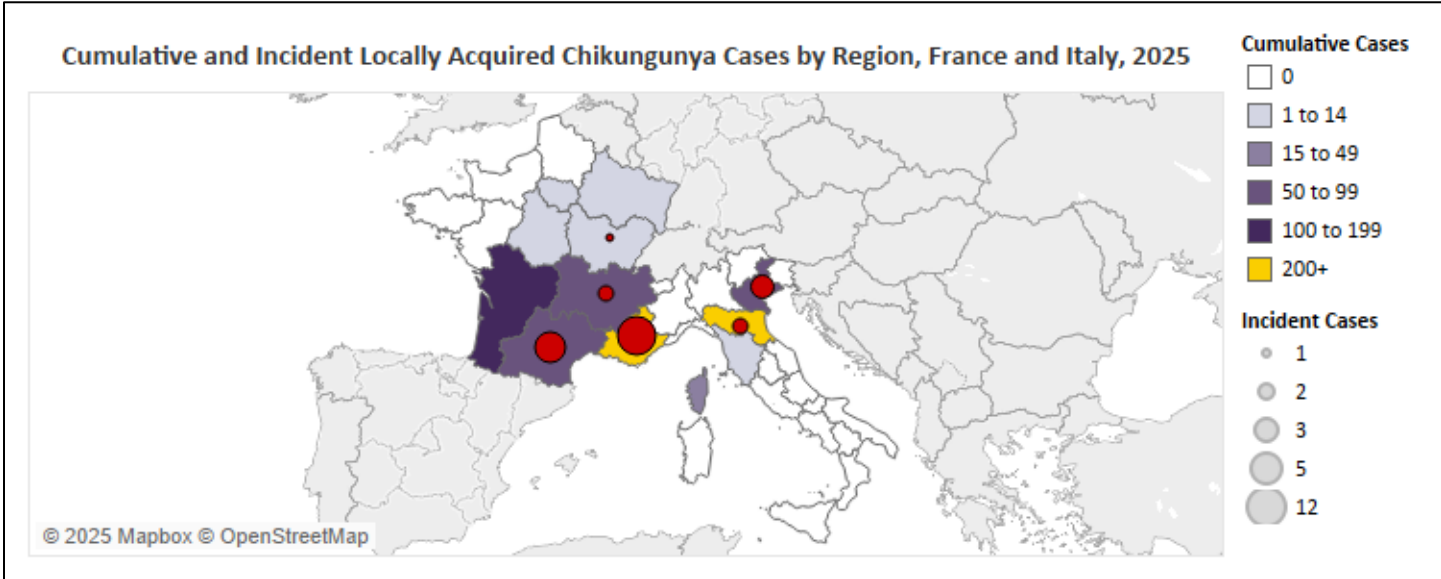 Cumulative and Incident Locally Acquired Chikungunya Cases by Region, France and Italy, 2025
Cumulative Cases
0
1 to 14
15 to 49
50 to 99
100 to 199
200+
Incident Cases
1
2
3
5
12
© 2025 Mapbox © OpenStreetMap